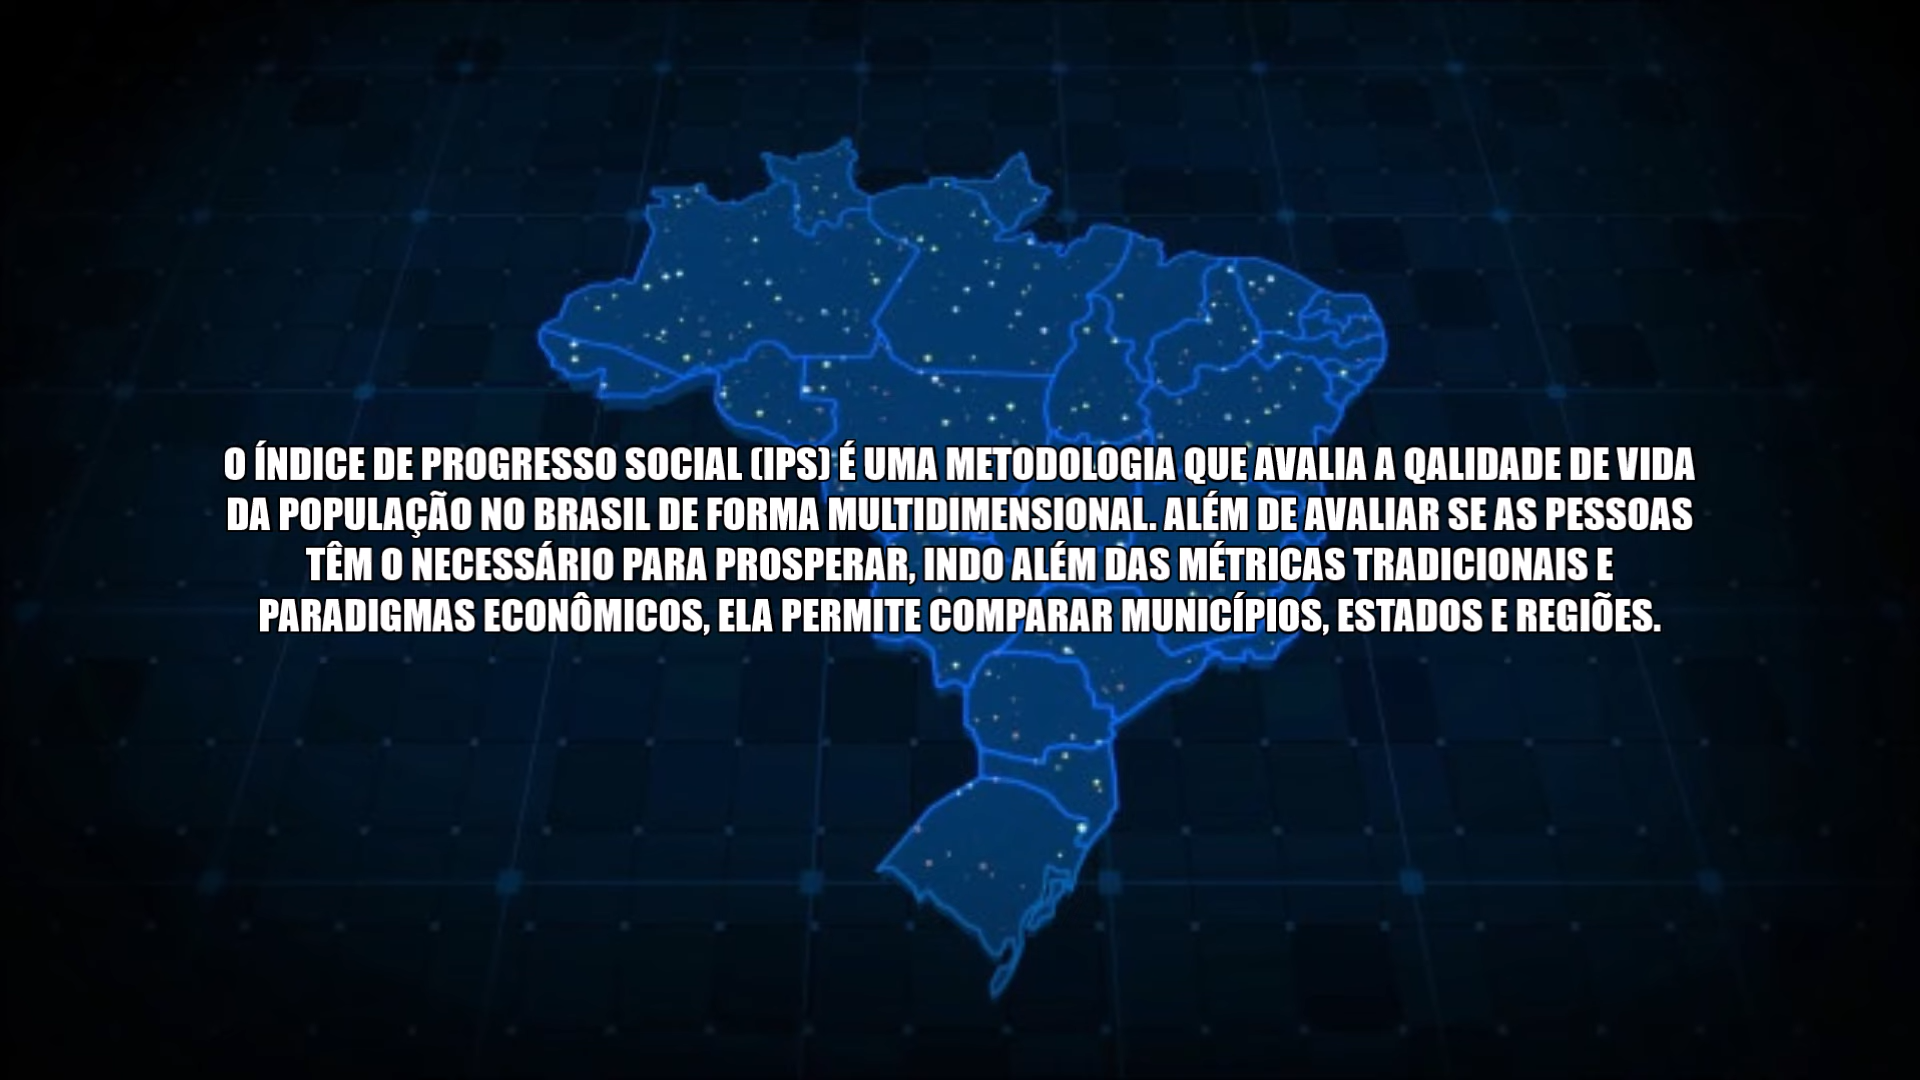 O ÍNDICE DE PROGRESSO SOCIAL (IPS) É UMA METODOLOGIA QUE AVALIA A QALIDADE DE VIDA
DA POPULAÇÃO NO BRASIL DE FORMA MULTIDIMENSIONAL. ALÉM DE AVALIAR SE AS PESSOAS
TÊM O NECESSÁRIO PARA PROSPERAR, INDO ALÉM DAS MÉTRICAS TRADICIONAIS E
PARADIGMAS ECONÔMICOS, ELA PERMITE COMPARAR MUNICÍPIOS, ESTADOS E REGIÕES.